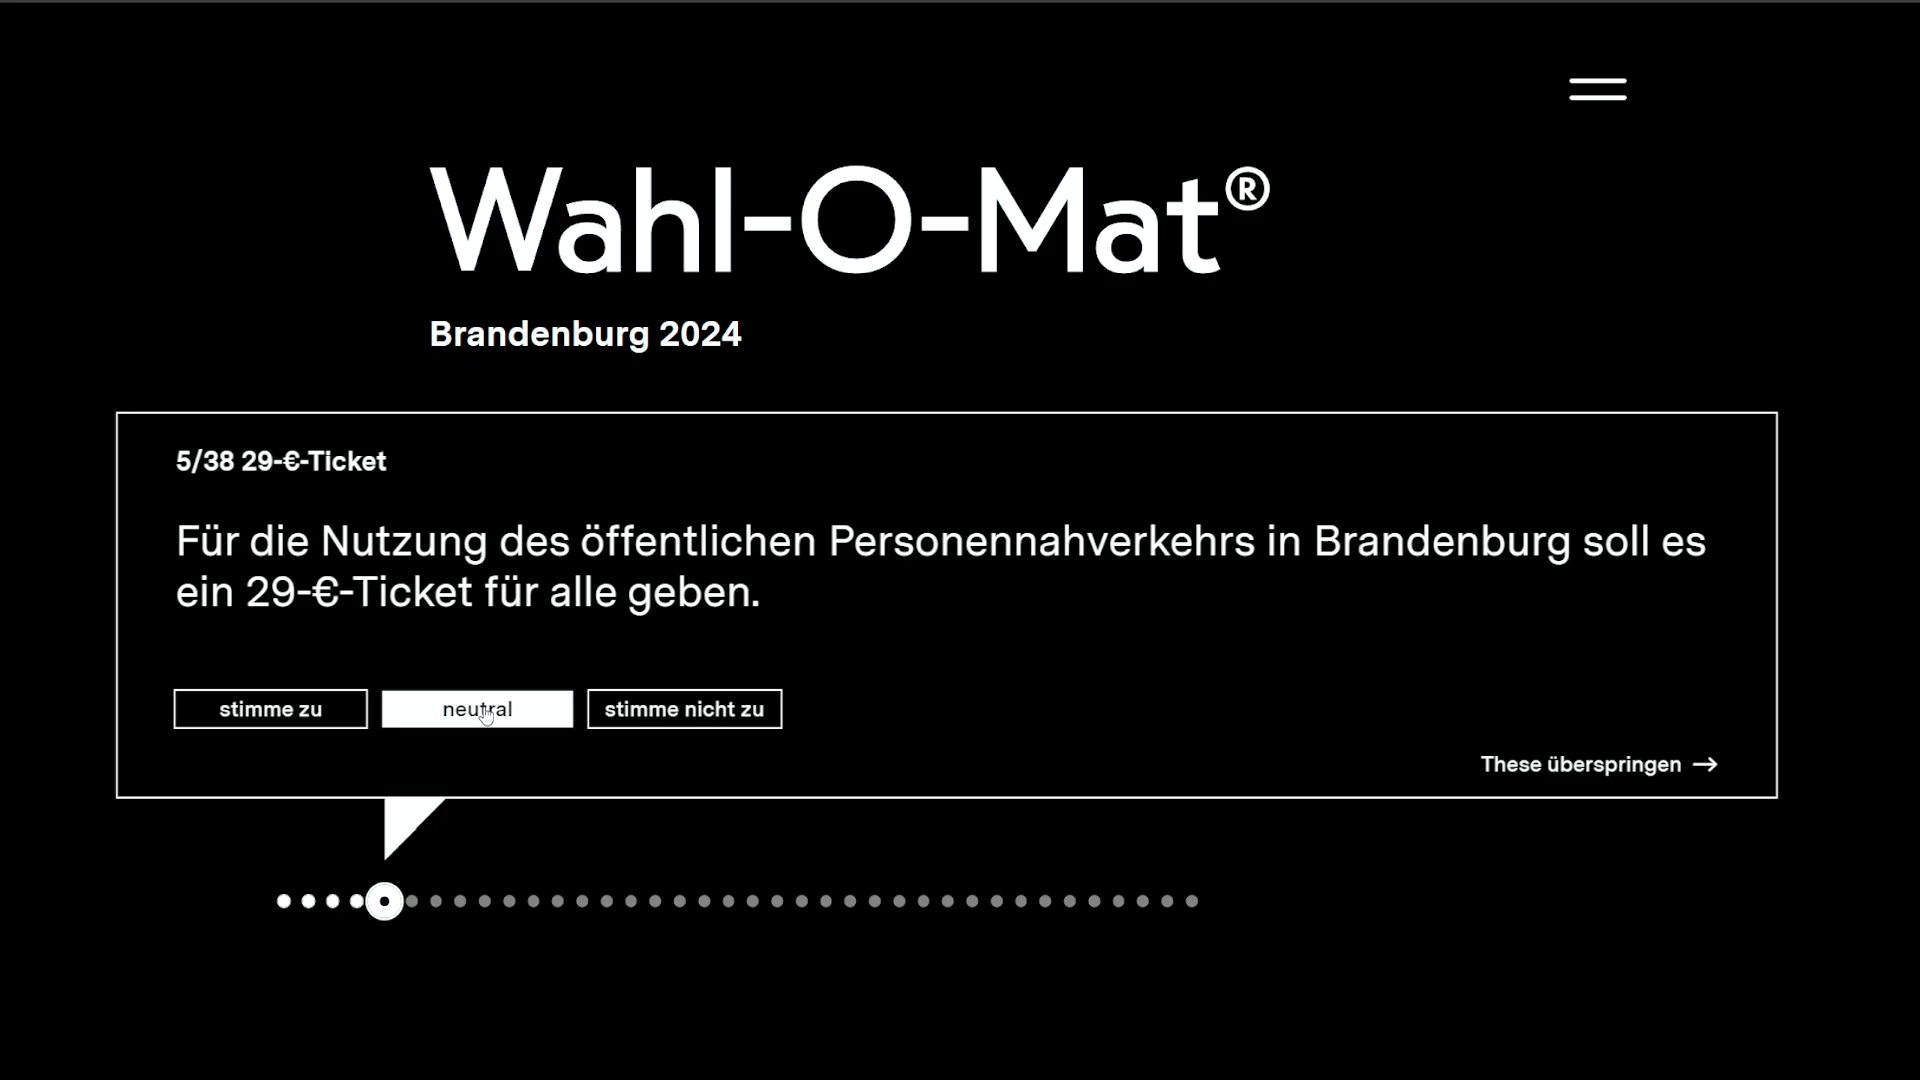 Wahl-O-Mat®
Brandenburg 2024
5/38 29-€-Ticket
Für die Nutzung des öffentlichen Personennahverkehrs in Brandenburg soll es
ein 29-€-Ticket für alle geben.
stimme zu
neutral
stimme nicht zu
These überspringen →